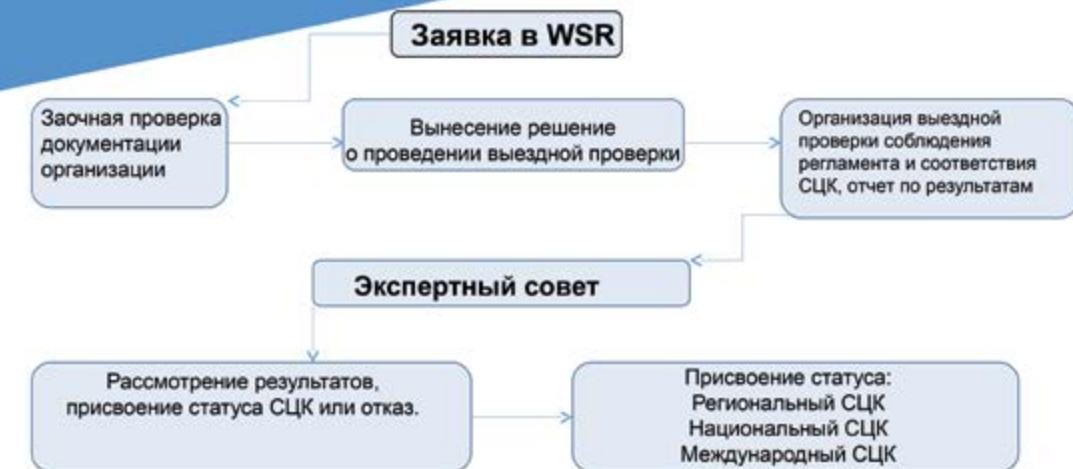 Заявка в WSR
Заочная проверка
документации
организации
Вынесение решение
о проведении выездной проверки
Организация выездной
проверки соблюдения
регламента и соответствия
СЦК, отчет по результатам
Экспертный совет
Рассмотрение результатов,
присвоение статуса СЦК или отказ.
Присвоение статуса:
Региональный СЦК
Национальный СЦК
Международный СЦК